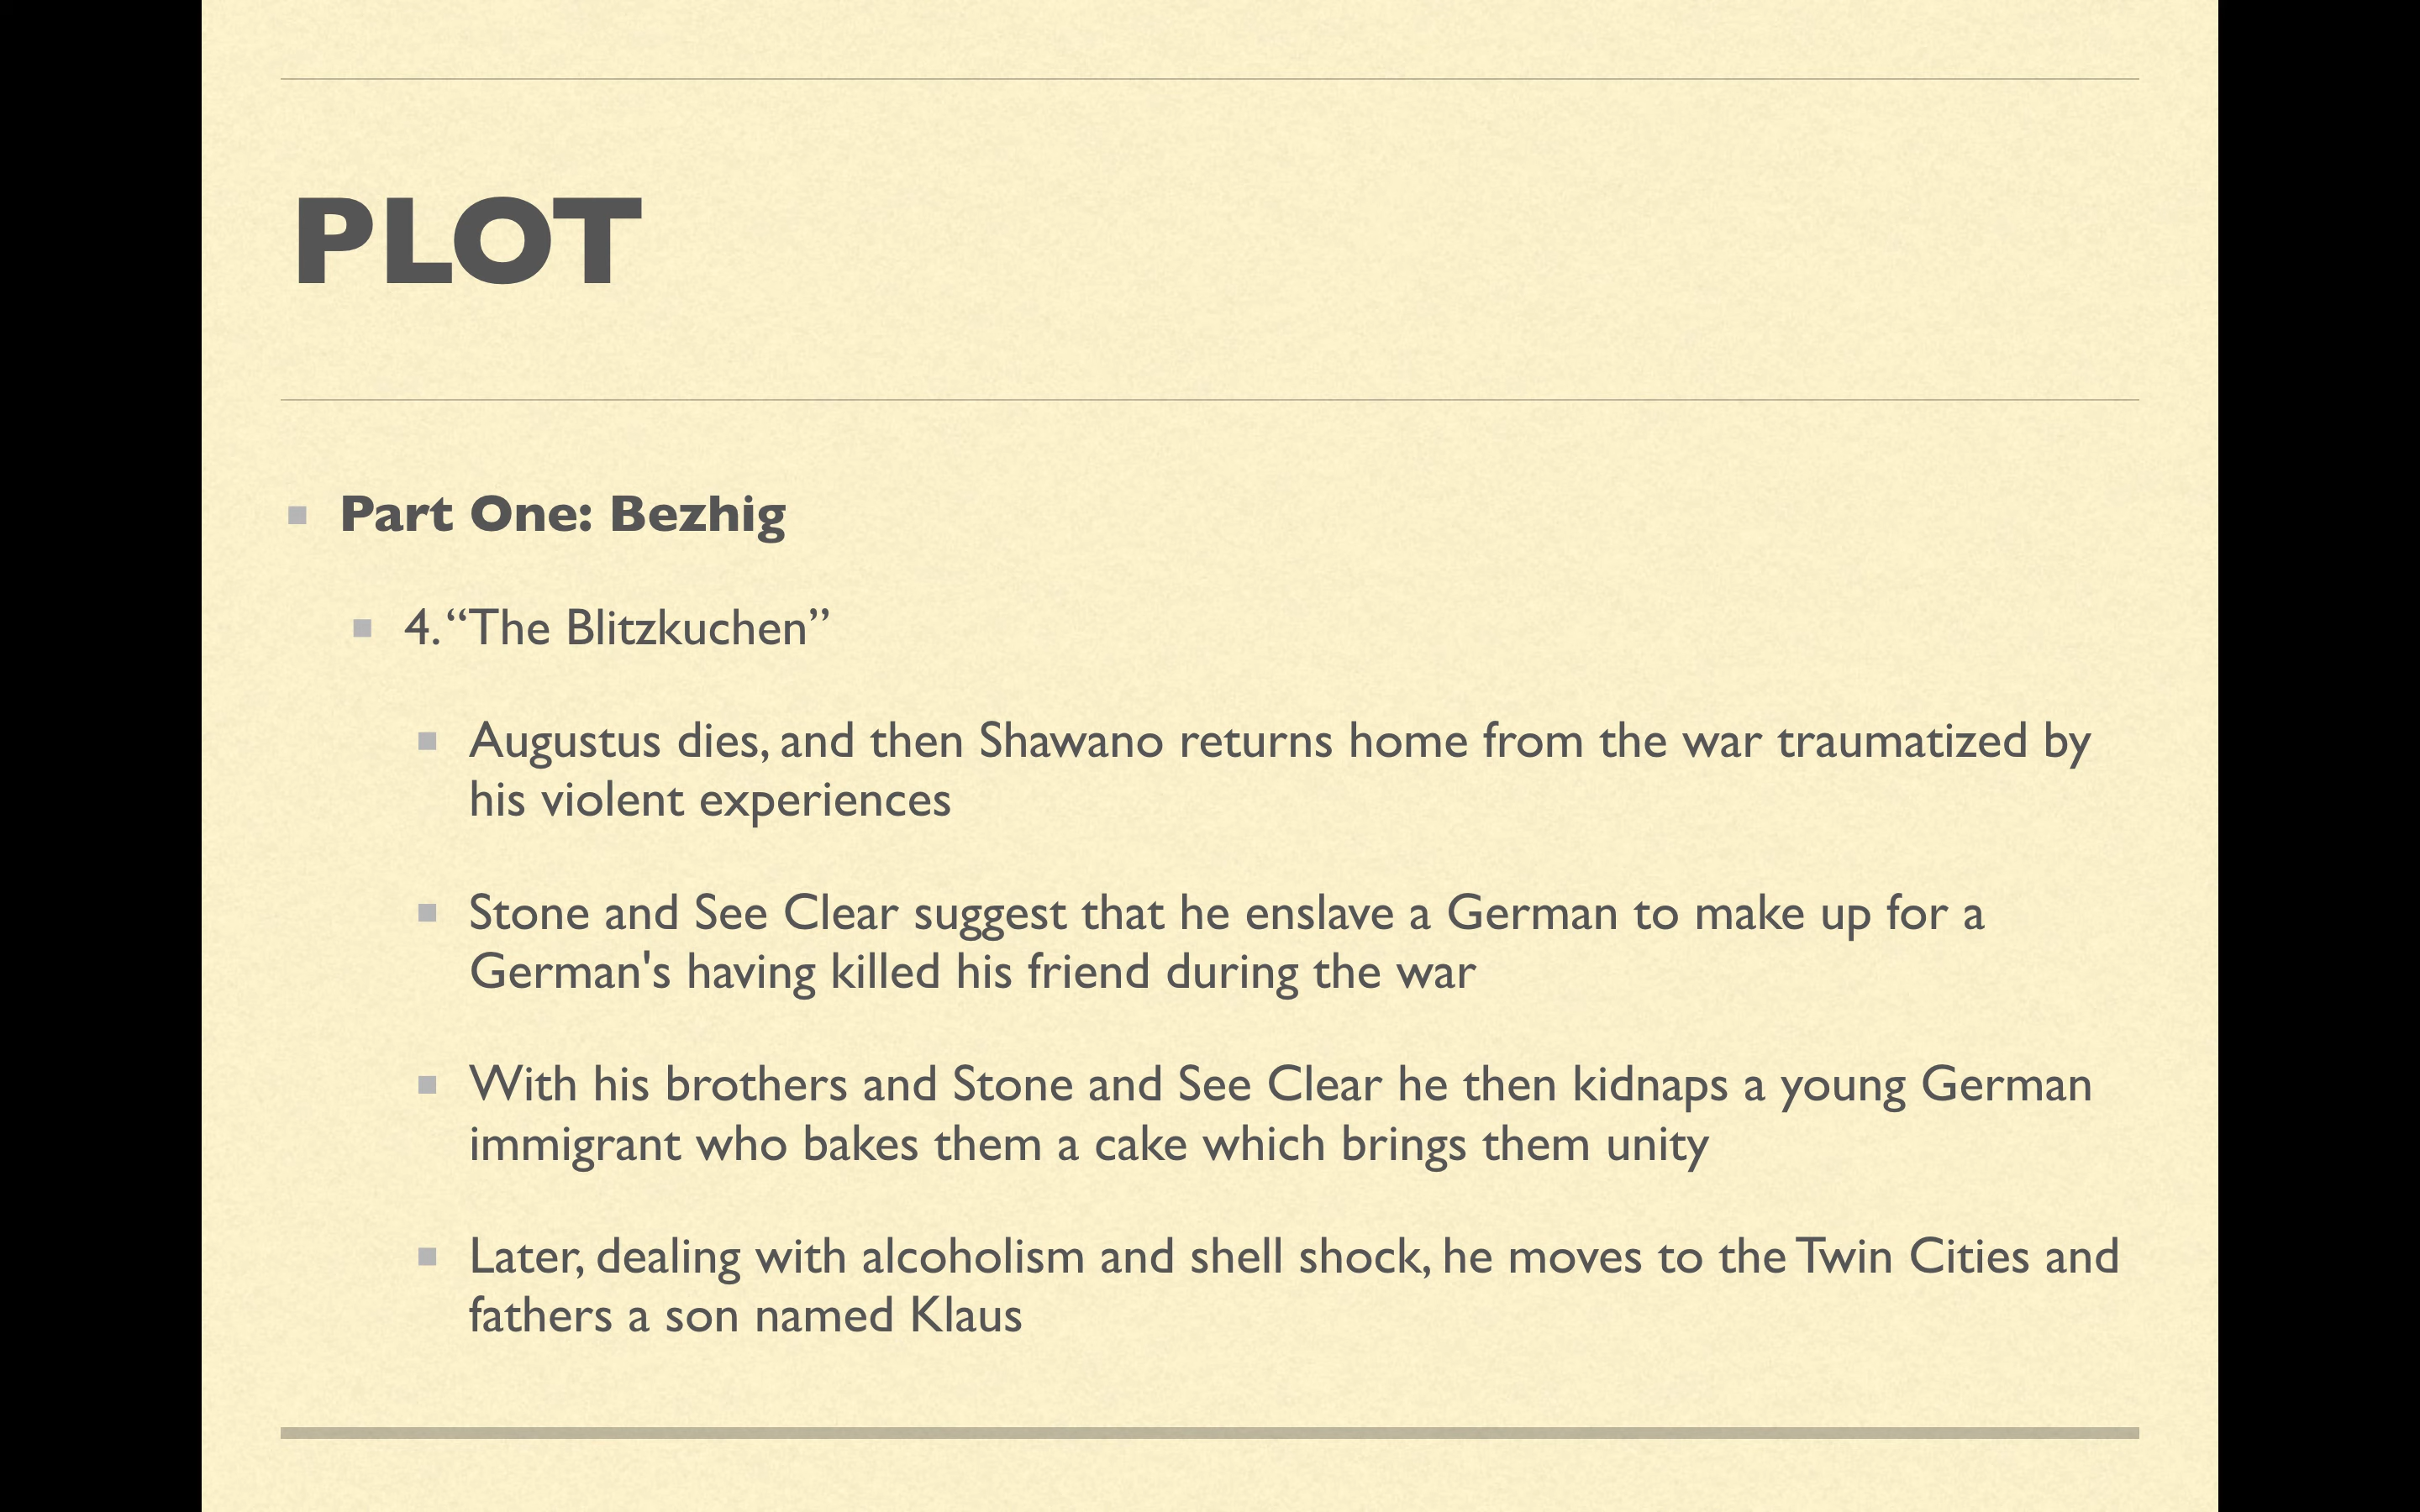 PLOT
Part One: Bezhig
4. “The Blitzkuchen”
Augustus dies, and then Shawano returns home from the war traumatized by
his violent experiences
Stone and See Clear suggest that he enslave a German to make up for a
German's having killed his friend during the war
With his brothers and Stone and See Clear he then kidnaps a young German
immigrant who bakes them a cake which brings them unity
Later, dealing with alcoholism and shell shock, he moves to the Twin Cities and
fathers a son named Klaus